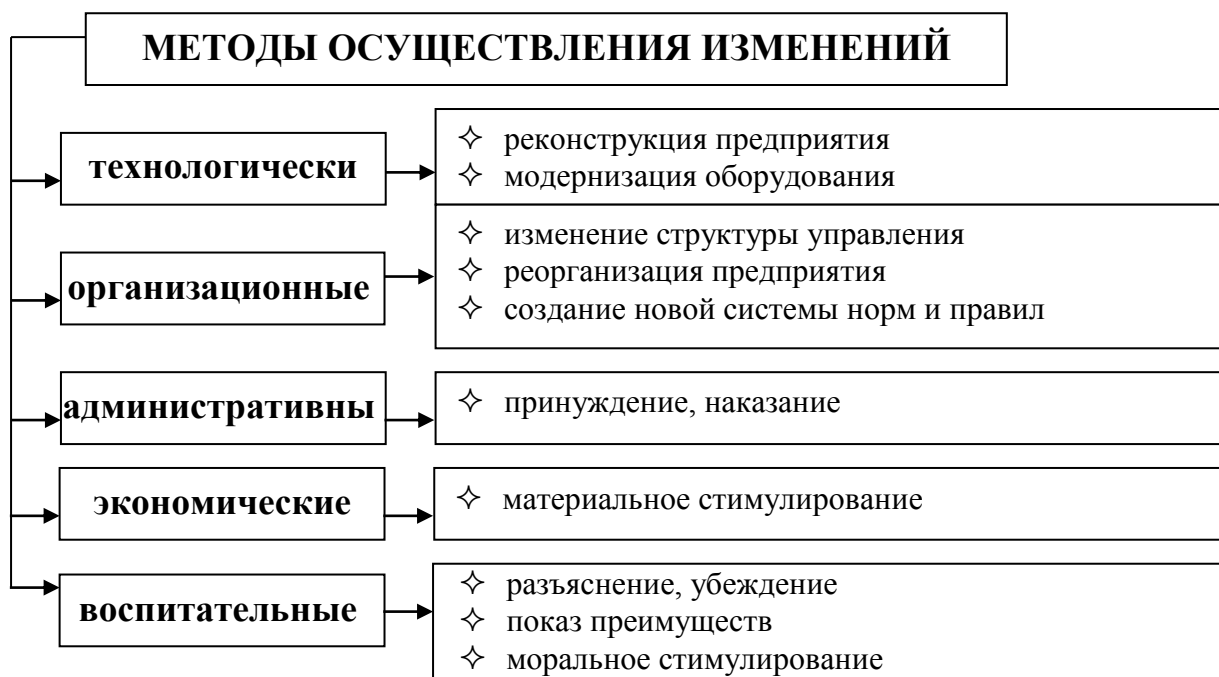 МЕТОДЫ ОСУЩЕСТВЛЕНИЯ ИЗМЕНЕНИЙ
технологически
реконструкция предприятия
модернизация оборудования
организационные
изменение структуры управления
реорганизация предприятия
создание новой системы норм и правил
административны
принуждение, наказание
экономические
материальное стимулирование
воспитательные
разъяснение, убеждение
показ преимуществ
моральное стимулирование